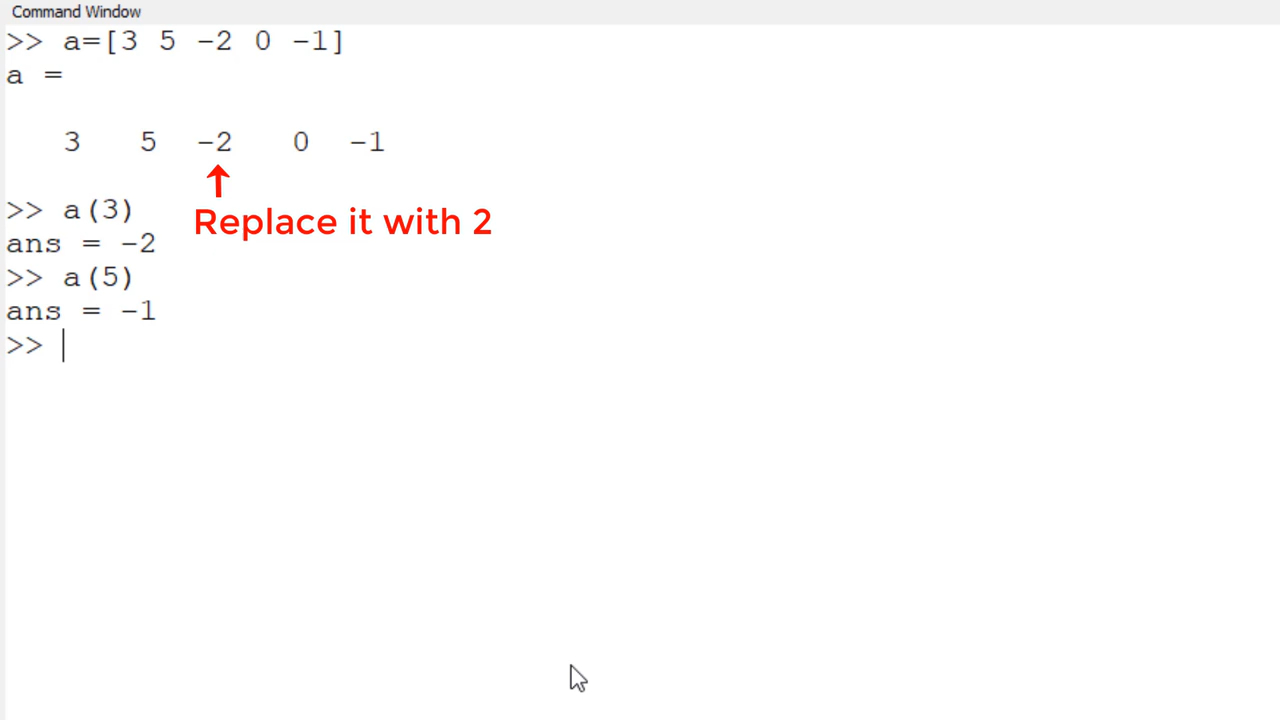 Command Window
>> a=[3 5 -2 0 -1]
a =
3 5 -2 0 -1
>> a(3)
Replace it with 2
ans = -2
>> a(5)
ans = -1
>>